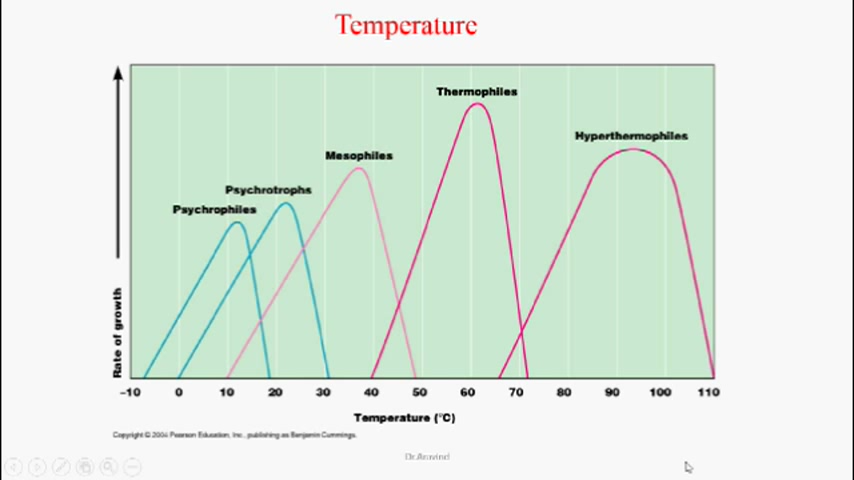 Temperature
Thermophiles
Hyperthermophiles
Mesophiles
Psychrotrophs
Psychrophiles
Rate of growth
–10 0 10 20 30 40 50 60 70 80 90 100 110
Temperature (°C)
Copyright © 2004 Pearson Education, Inc., publishing as Benjamin Cummings.
Dr.Aravind